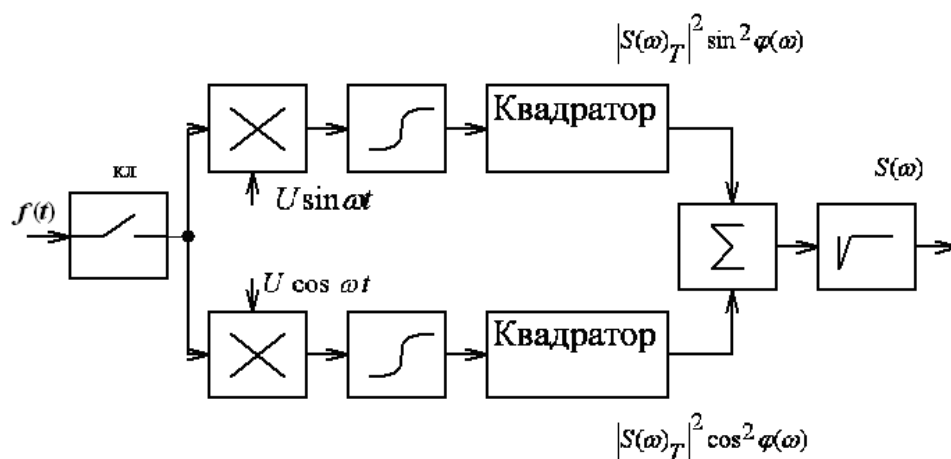 |S(ω)_T|² sin² φ(ω)
Квадратор
кл
f(t)
U sin ωt
S(ω)
Σ
U cos ωt
Квадратор
|S(ω)_T|² cos² φ(ω)